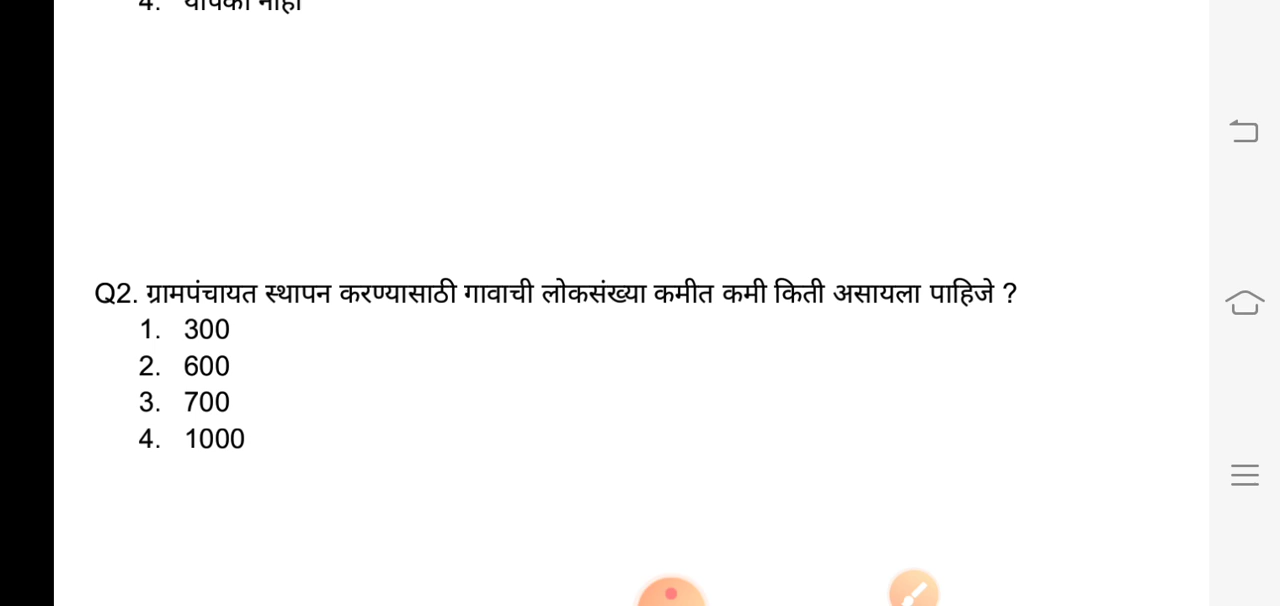 Q2. ग्रामपंचायत स्थापन करण्यासाठी गावाची लोकसंख्या कमीत कमी किती असायला पाहिजे ?
1. 300
2. 600
3. 700
4. 1000